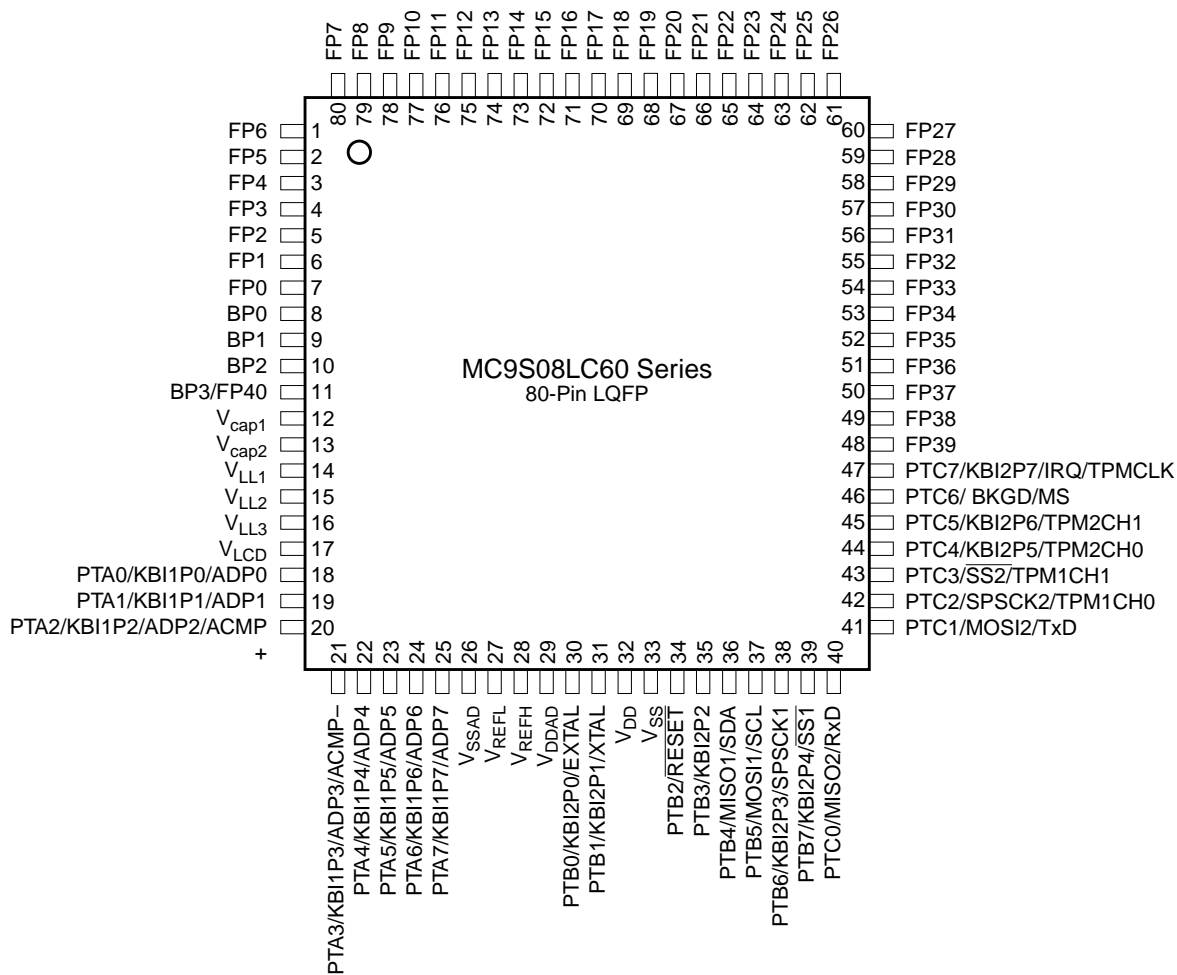 FP7
FP8
FP9
FP10
FP11
FP12
FP13
FP14
FP15
FP16
FP17
FP18
FP19
FP20
FP21
FP22
FP23
FP24
FP25
FP26
80
79
78
77
76
75
74
73
72
71
70
69
68
67
66
65
64
63
62
61
FP6 1
FP5 2
FP4 3
FP3 4
FP2 5
FP1 6
FP0 7
BP0 8
BP1 9
BP2 10
BP3/FP40 11
Vcap1 12
Vcap2 13
VLL1 14
VLL2 15
VLL3 16
VLCD 17
PTA0/KBI1P0/ADP0 18
PTA1/KBI1P1/ADP1 19
PTA2/KBI1P2/ADP2/ACMP 20
+
MC9S08LC60 Series
80-Pin LQFP
60 FP27
59 FP28
58 FP29
57 FP30
56 FP31
55 FP32
54 FP33
53 FP34
52 FP35
51 FP36
50 FP37
49 FP38
48 FP39
47 PTC7/KBI2P7/IRQ/TPMCLK
46 PTC6/ BKGD/MS
45 PTC5/KBI2P6/TPM2CH1
44 PTC4/KBI2P5/TPM2CH0
43 PTC3/SS2/TPM1CH1
42 PTC2/SPSCK2/TPM1CH0
41 PTC1/MOSI2/TxD
21
22
23
24
25
26
27
28
29
30
31
32
33
34
35
36
37
38
39
40
PTA3/KBI1P3/ADP3/ACMP–
PTA4/KBI1P4/ADP4
PTA5/KBI1P5/ADP5
PTA6/KBI1P6/ADP6
PTA7/KBI1P7/ADP7
VSSAD
VREFL
VREFH
VDDAD
PTB0/KBI2P0/EXTAL
PTB1/KBI2P1/XTAL
VDD
VSS
PTB2/RESET
PTB3/KBI2P2
PTB4/MISO1/SDA
PTB5/MOSI1/SCL
PTB6/KBI2P3/SPSCK1
PTB7/KBI2P4/SS1
PTC0/MISO2/RxD